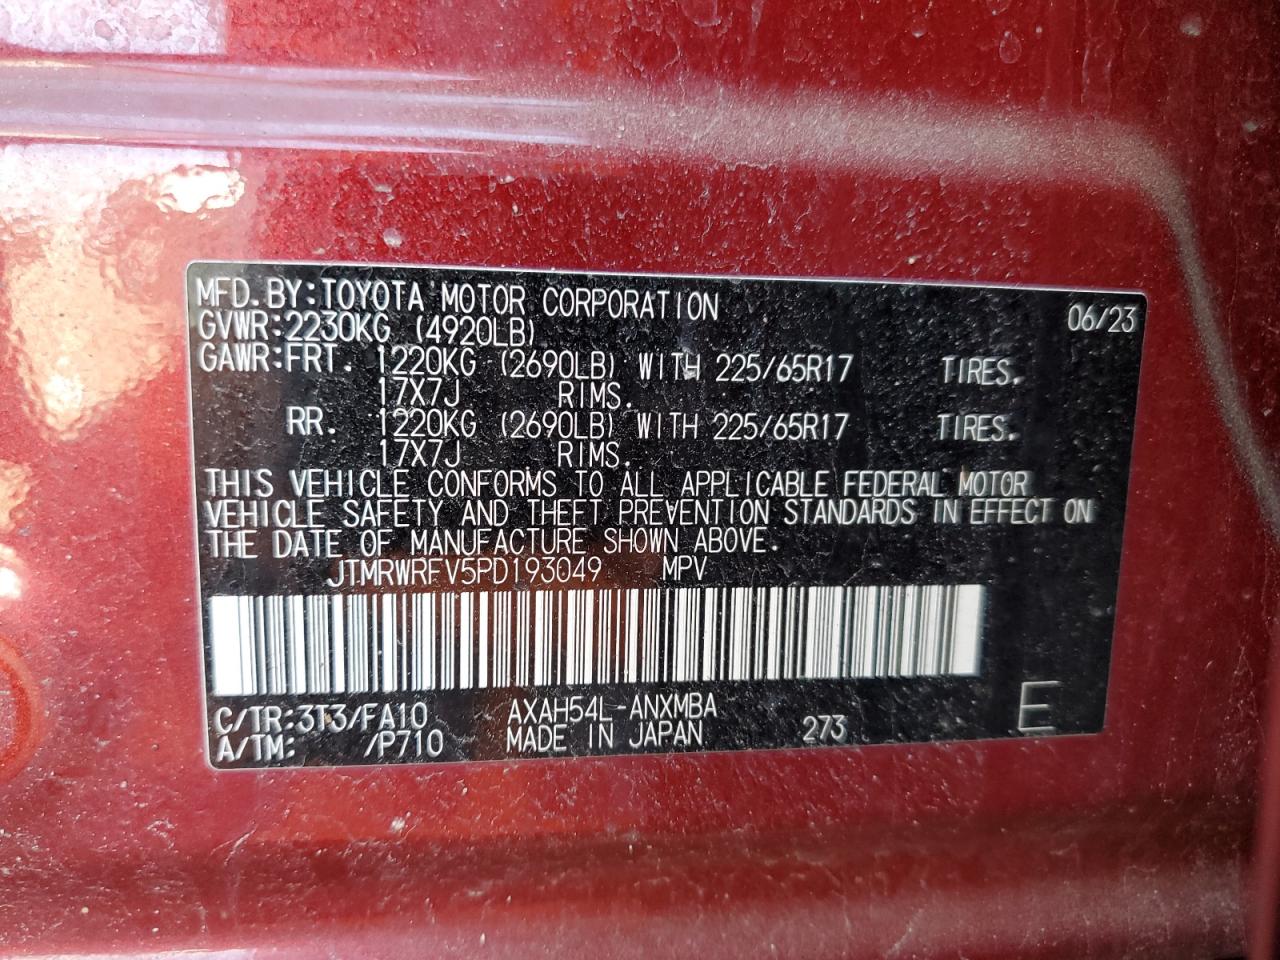 MFD.BY:TOYOTA MOTOR CORPORATION 06/23
GVWR:2230KG (4920LB)
GAWR:FRT. 1220KG (2690LB) WITH 225/65R17 TIRES.
17X7J RIMS.
RR. 1220KG (2690LB) WITH 225/65R17 TIRES.
17X7J RIMS.
THIS VEHICLE CONFORMS TO ALL APPLICABLE FEDERAL MOTOR
VEHICLE SAFETY AND THEFT PREVENTION STANDARDS IN EFFECT ON
THE DATE OF MANUFACTURE SHOWN ABOVE.
JTMRWRFV5PD193049 MPV
C/TR:3T3/FA10 AXAH54L-ANXMBA 273 E
A/TM: /P710 MADE IN JAPAN